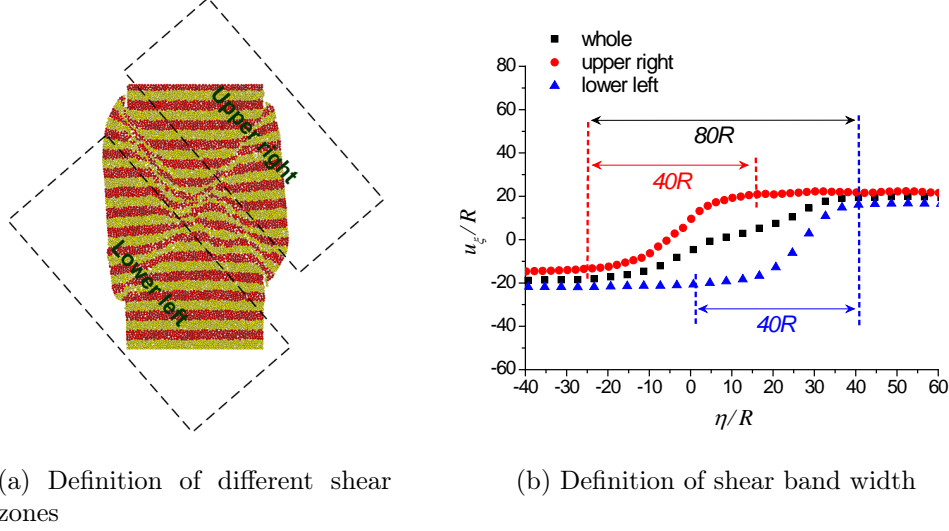 Upper right
Lower left
whole
upper right
lower left
80
60
40
20
0
-20
-40
-60
80R
40R
40R
u_ξ/R
-40 -30 -20 -10 0 10 20 30 40 50 60
η/R
(a) Definition of different shear
zones
(b) Definition of shear band width